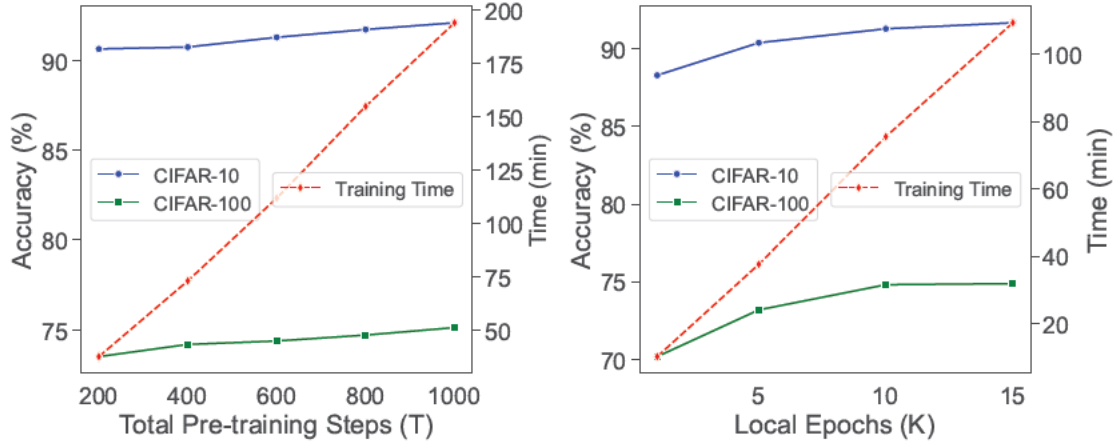 Accuracy (%)
90
85
80
75
CIFAR-10
CIFAR-100
Training Time
200
175
150
125
100
75
50
Time (min)
200 400 600 800 1000
Total Pre-training Steps (T)
Accuracy (%)
90
85
80
75
70
CIFAR-10
CIFAR-100
Training Time
100
80
60
40
20
Time (min)
5 10 15
Local Epochs (K)